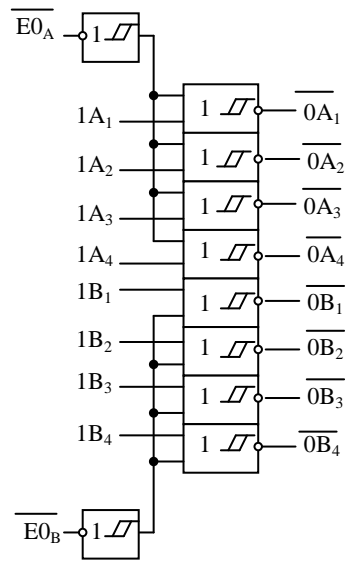 E0A 1
1
1A1 0A1
1
1A2 0A2
1
1A3 0A3
1
1A4 0A4
1B1 1 0B1
1B2 1 0B2
1B3 1 0B3
1B4 1 0B4
E0B 1